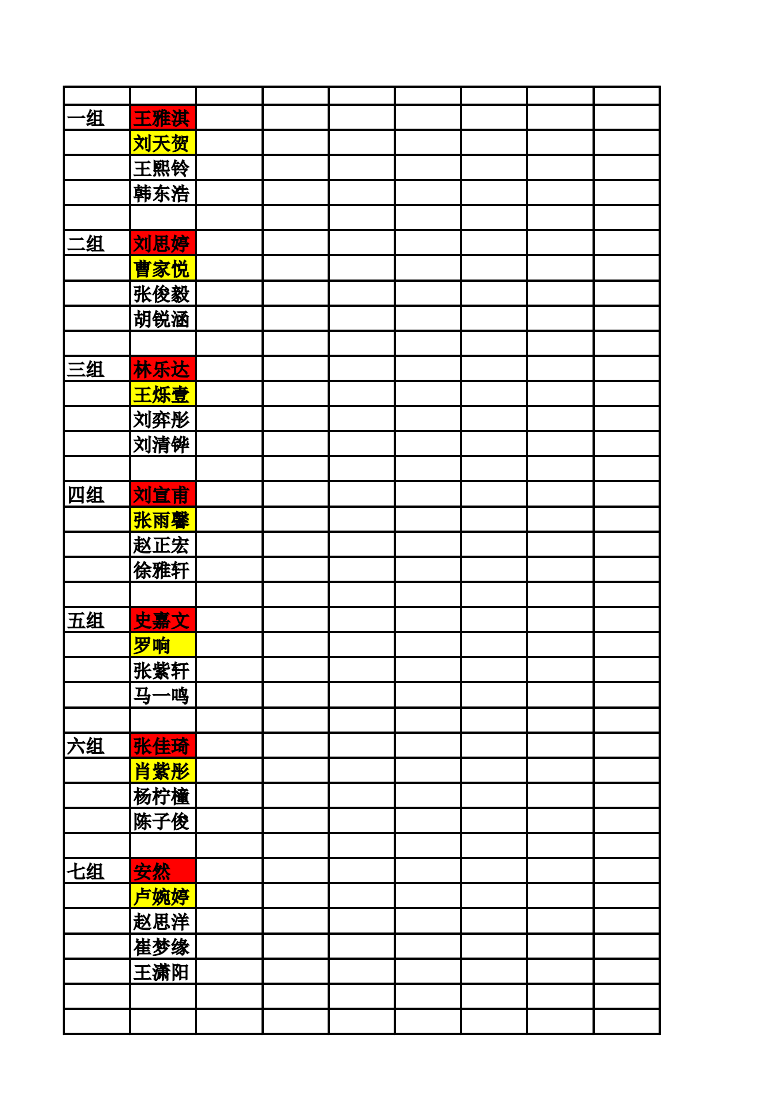 一组 王雅淇
刘天贺
王熙铃
韩东浩
二组 刘思婷
曹家悦
张俊毅
胡锐涵
三组 林乐达
王烁壹
刘弈彤
刘清铧
四组 刘宣甫
张雨馨
赵正宏
徐雅轩
五组 史嘉文
罗响
张紫轩
马一鸣
六组 张佳琦
肖紫彤
杨柠橦
陈子俊
七组 安然
卢婉婷
赵思洋
崔梦缘
王潇阳